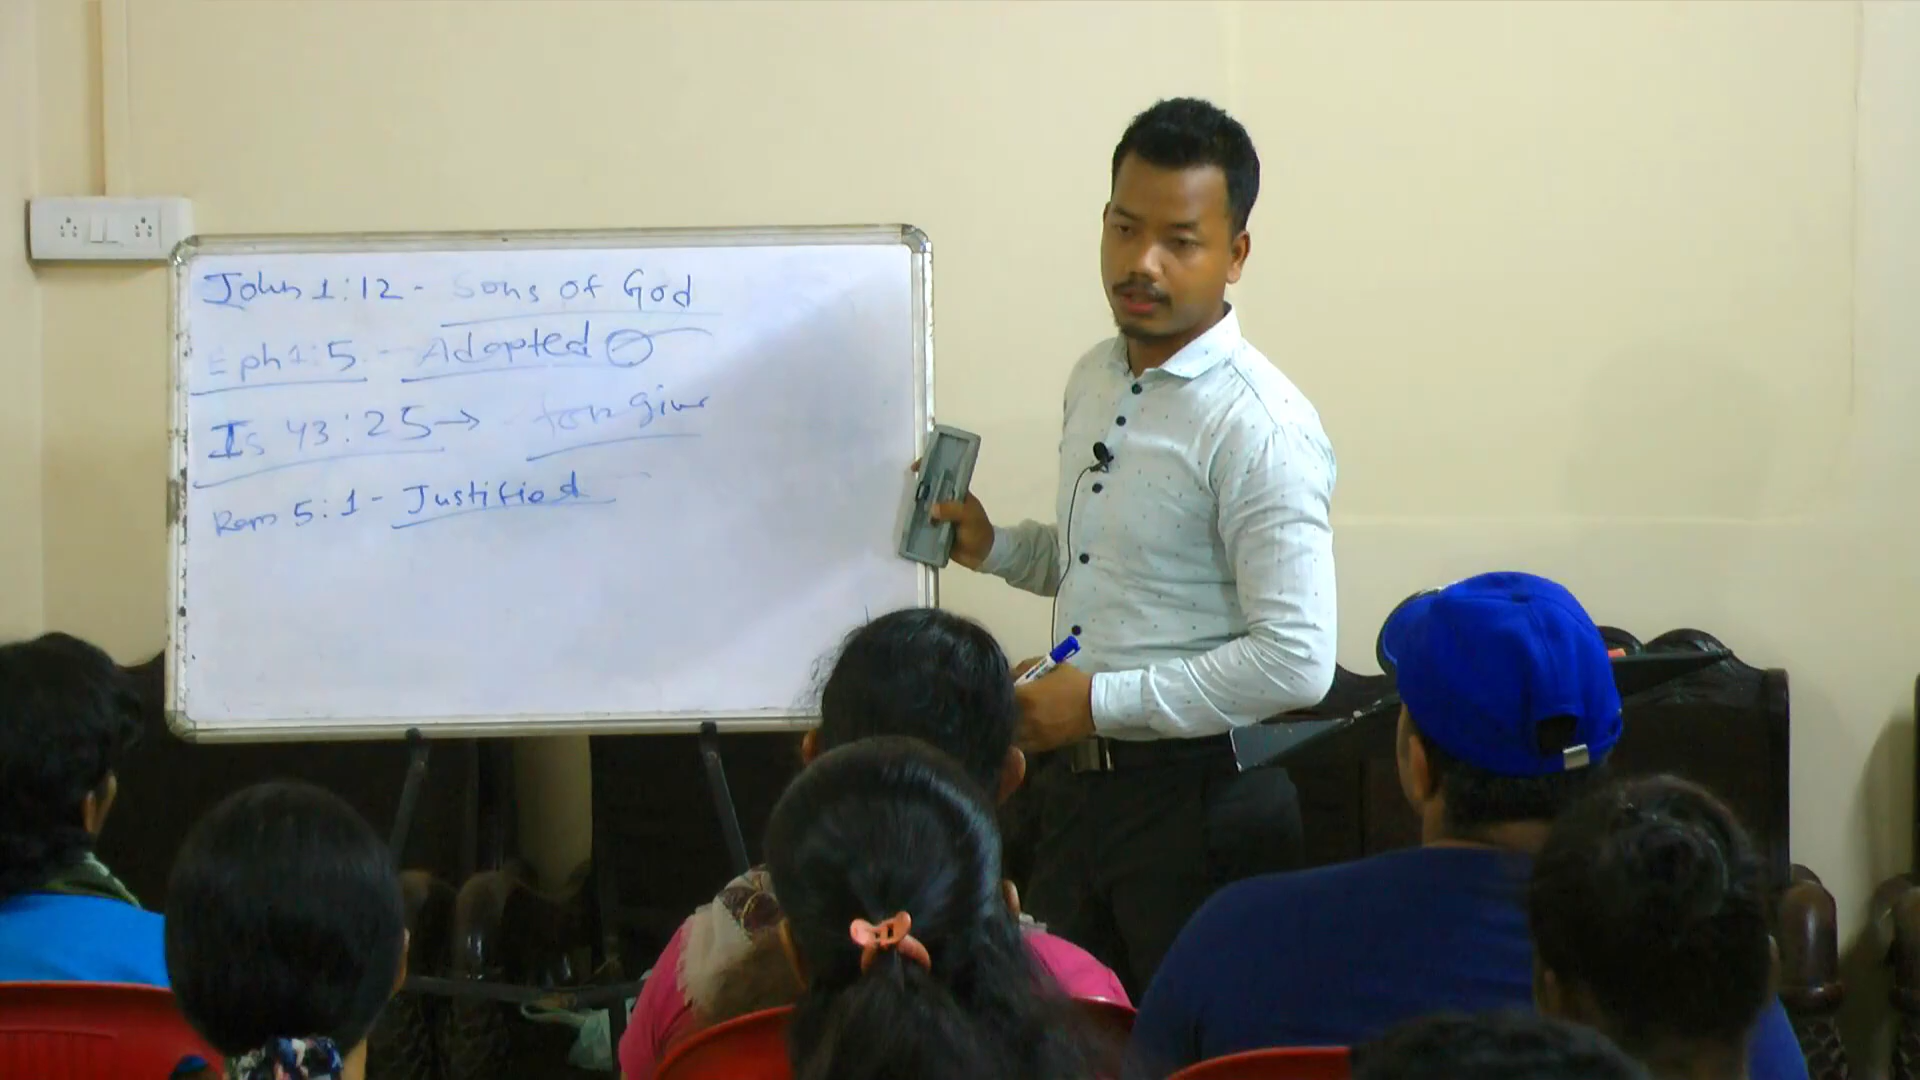 John 1:12 - Sons of God
Eph 1:5 - Adopted
Is 43:25 → forgive
Rom 5:1 - Justified